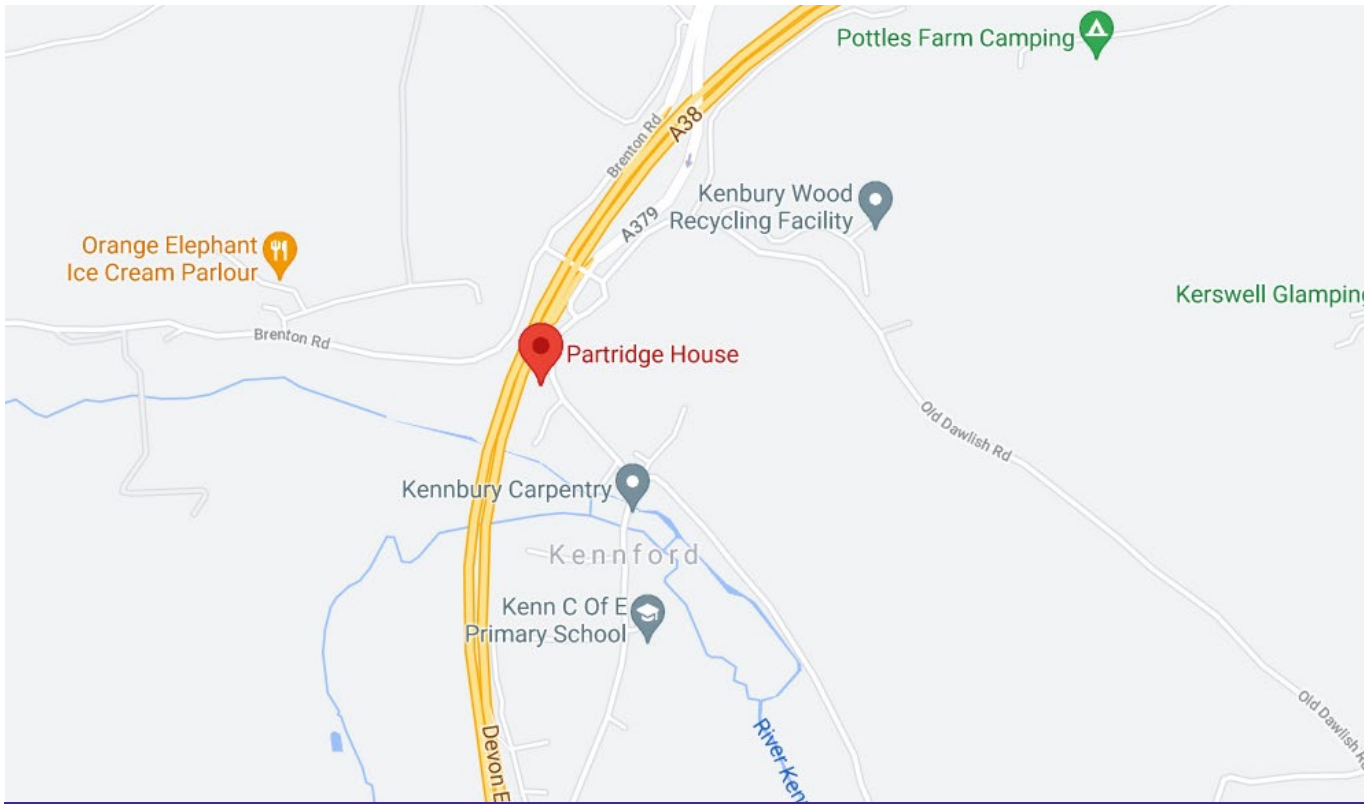 Pottles Farm Camping
A38
Brenton Rd
Kenbury Wood
Recycling Facility
A379
Orange Elephant
Ice Cream Parlour
Kerswell Glamping
Brenton Rd
Partridge House
Old Dawlish Rd
Kennbury Carpentry
Kennford
Kenn C Of E
Primary School
Old Dawlish Rd
Devon E
River Ken